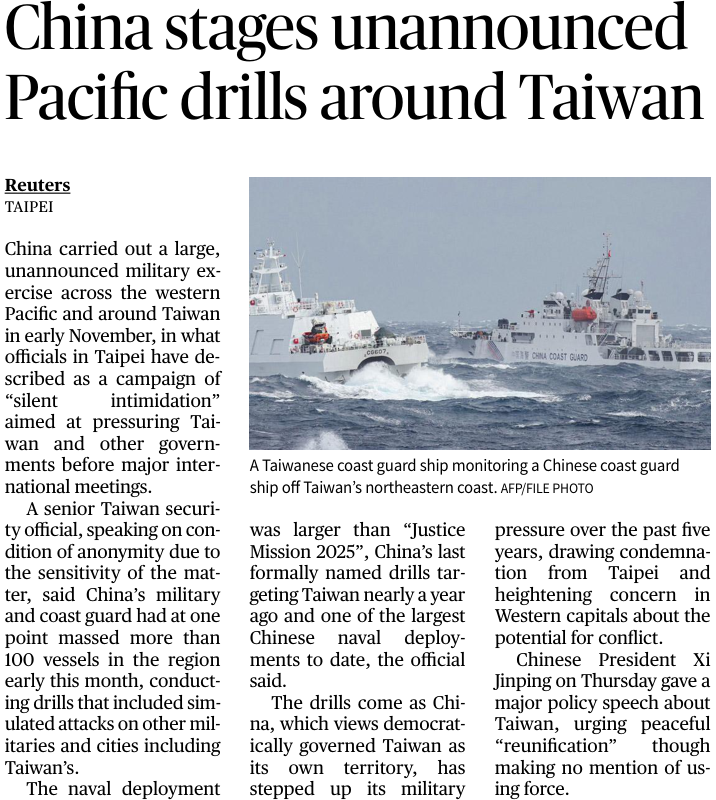 China stages unannounced
Pacific drills around Taiwan
Reuters
TAIPEI
China carried out a large,
unannounced military ex-
ercise across the western
Pacific and around Taiwan
in early November, in what
officials in Taipei have de-
scribed as a campaign of
“silent intimidation”
aimed at pressuring Tai-
wan and other govern-
ments before major inter-
national meetings.
A senior Taiwan securi-
ty official, speaking on con-
dition of anonymity due to
the sensitivity of the mat-
ter, said China’s military
and coast guard had at one
point massed more than
100 vessels in the region
early this month, conduct-
ing drills that included sim-
ulated attacks on other mil-
itaries and cities including
Taiwan’s.
The naval deployment
CG607
CHINA COAST GUARD
A Taiwanese coast guard ship monitoring a Chinese coast guard
ship off Taiwan’s northeastern coast. AFP/FILE PHOTO
was larger than “Justice
Mission 2025”, China’s last
formally named drills tar-
geting Taiwan nearly a year
ago and one of the largest
Chinese naval deploy-
ments to date, the official
said.
The drills come as Chi-
na, which views democrat-
ically governed Taiwan as
its own territory, has
stepped up its military
pressure over the past five
years, drawing condemna-
tion from Taipei and
heightening concern in
Western capitals about the
potential for conflict.
Chinese President Xi
Jinping on Thursday gave a
major policy speech about
Taiwan, urging peaceful
“reunification” though
making no mention of us-
ing force.